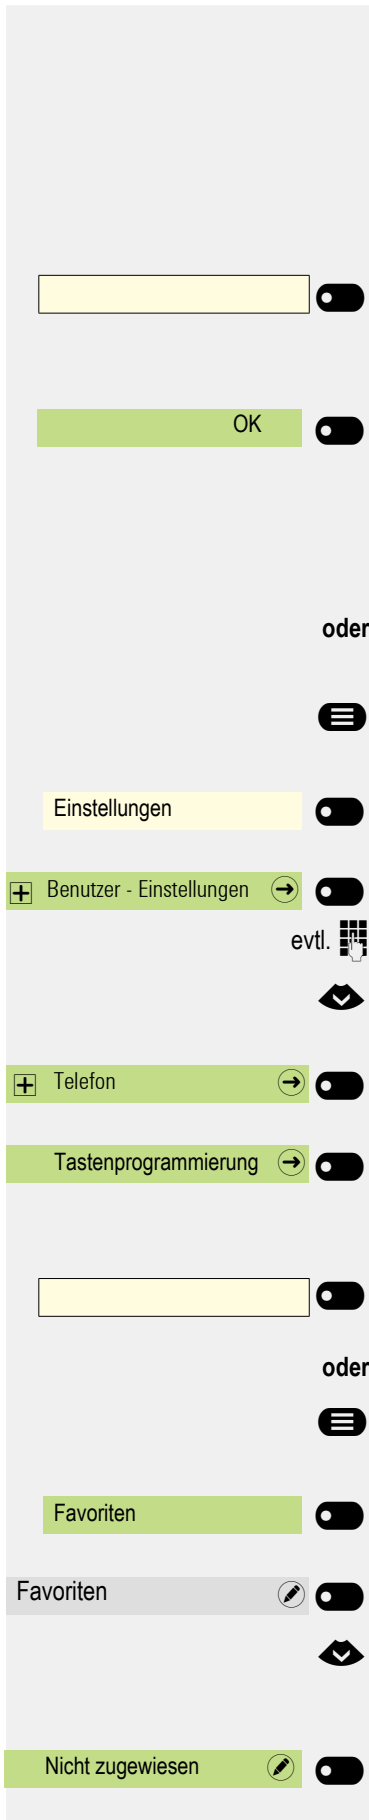 OK
oder
Einstellungen
Benutzer - Einstellungen
evtl.
Telefon
Tastenprogrammierung
oder
Favoriten
Favoriten
Nicht zugewiesen